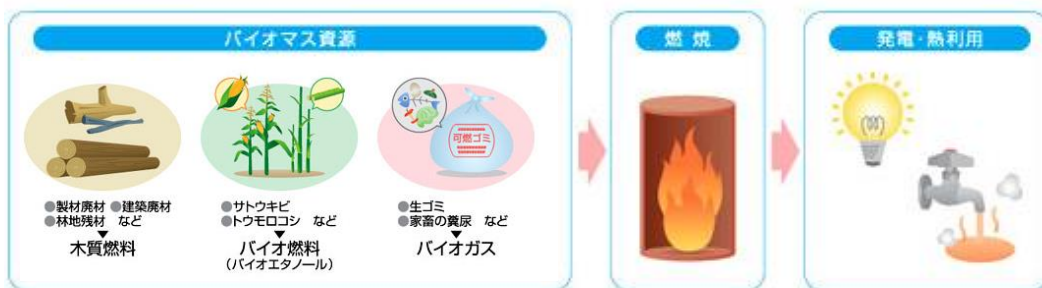 バイオマス資源
可燃ゴミ
●製材廃材 ●建築廃材
●林地残材 など
木質燃料
●サトウキビ
●トウモロコシ など
バイオ燃料
(バイオエタノール)
●生ゴミ
●家畜の糞尿 など
バイオガス
燃焼
発電・熱利用